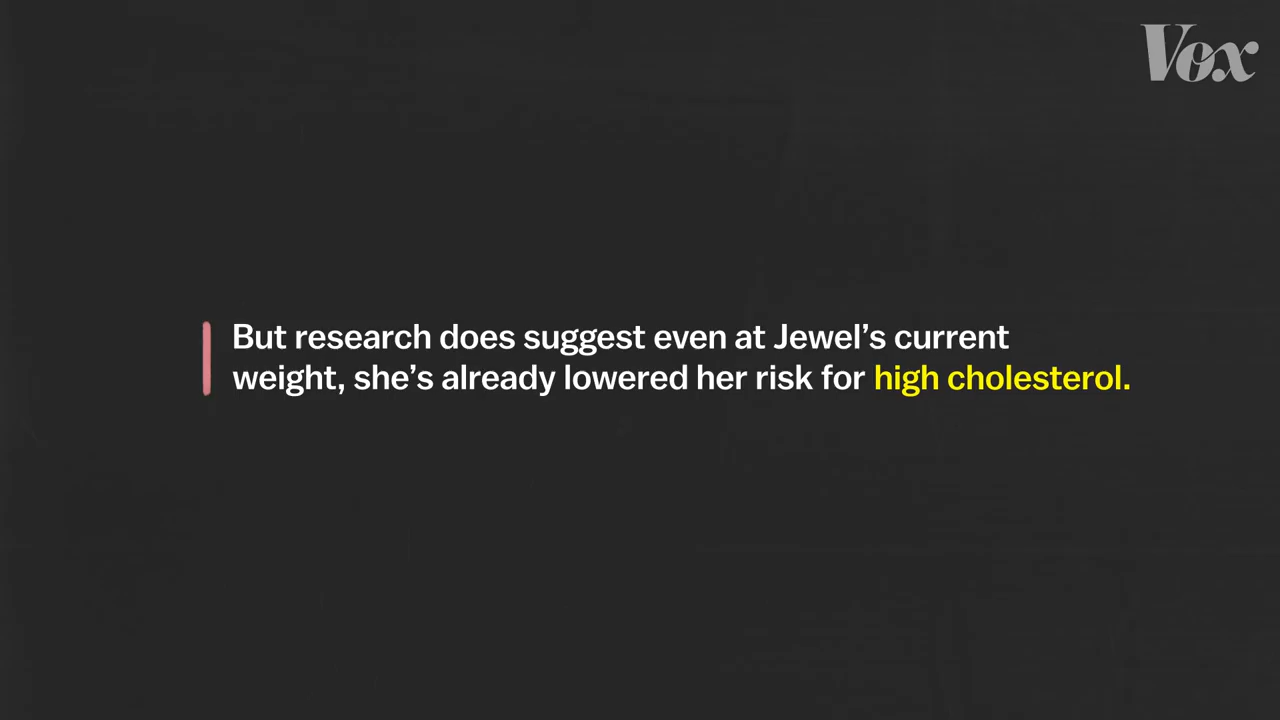 Vox
But research does suggest even at Jewel’s current
weight, she’s already lowered her risk for high cholesterol.